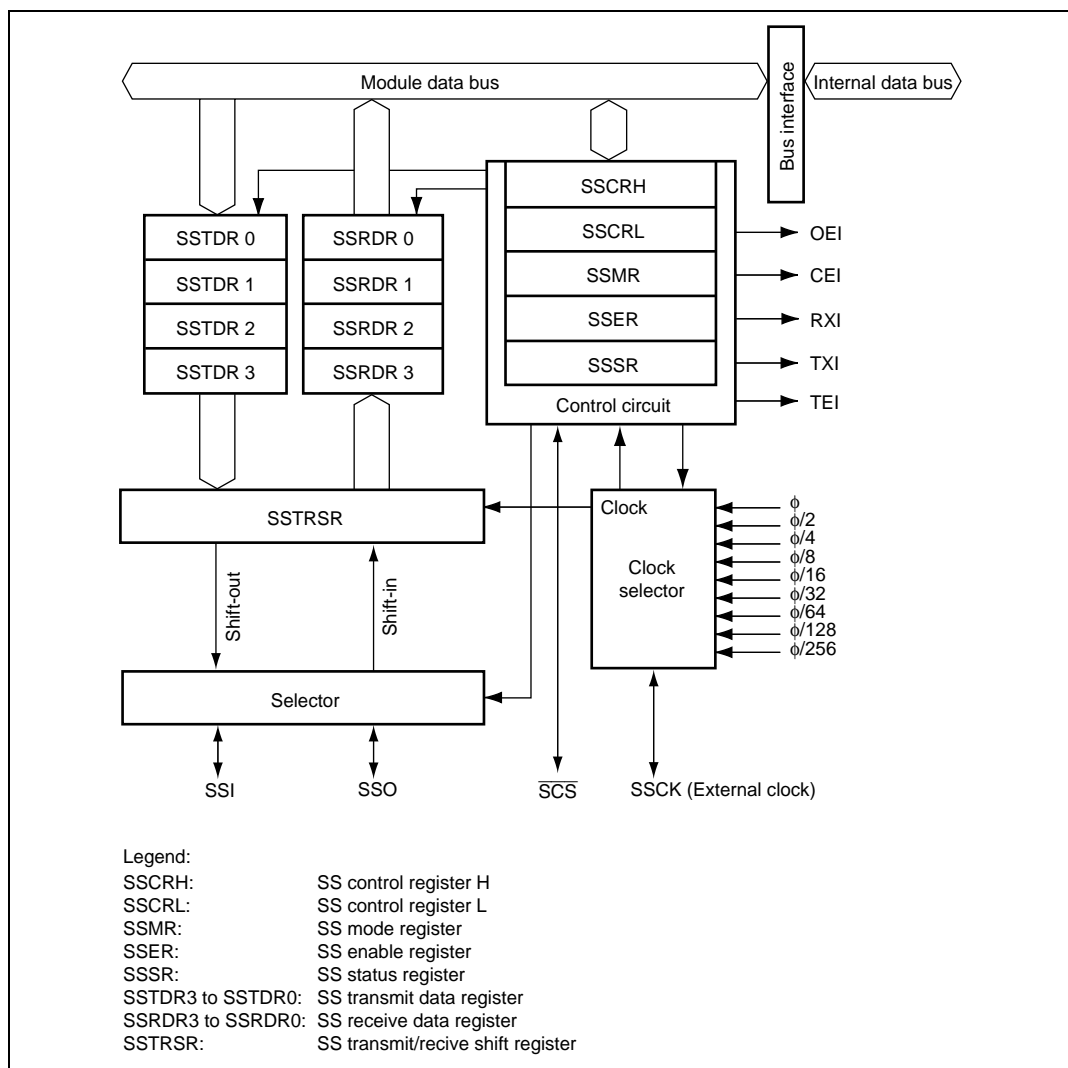 Module data bus
Bus interface
Internal data bus
SSCRH
SSCRL
SSMR
SSER
SSSR
Control circuit
SSTDR 0
SSTDR 1
SSTDR 2
SSTDR 3
SSRDR 0
SSRDR 1
SSRDR 2
SSRDR 3
OEI
CEI
RXI
TXI
TEI
SSTRSR
Clock
Clock
selector
ϕ
ϕ/2
ϕ/4
ϕ/8
ϕ/16
ϕ/32
ϕ/64
ϕ/128
ϕ/256
Shift-out
Shift-in
Selector
SSI
SSO
S̅C̅S̅
SSCK (External clock)
Legend:
SSCRH: SS control register H
SSCRL: SS control register L
SSMR: SS mode register
SSER: SS enable register
SSSR: SS status register
SSTDR3 to SSTDR0: SS transmit data register
SSRDR3 to SSRDR0: SS receive data register
SSTRSR: SS transmit/recive shift register